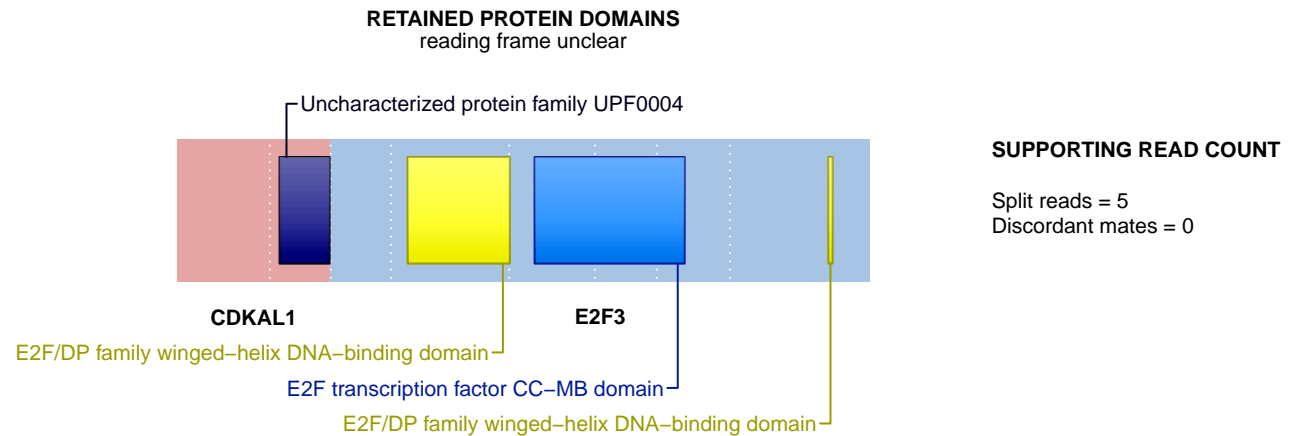 RETAINED PROTEIN DOMAINS
reading frame unclear
Uncharacterized protein family UPF0004
SUPPORTING READ COUNT
Split reads = 5
Discordant mates = 0
CDKAL1
E2F3
E2F/DP family winged−helix DNA−binding domain
E2F transcription factor CC−MB domain
E2F/DP family winged−helix DNA−binding domain